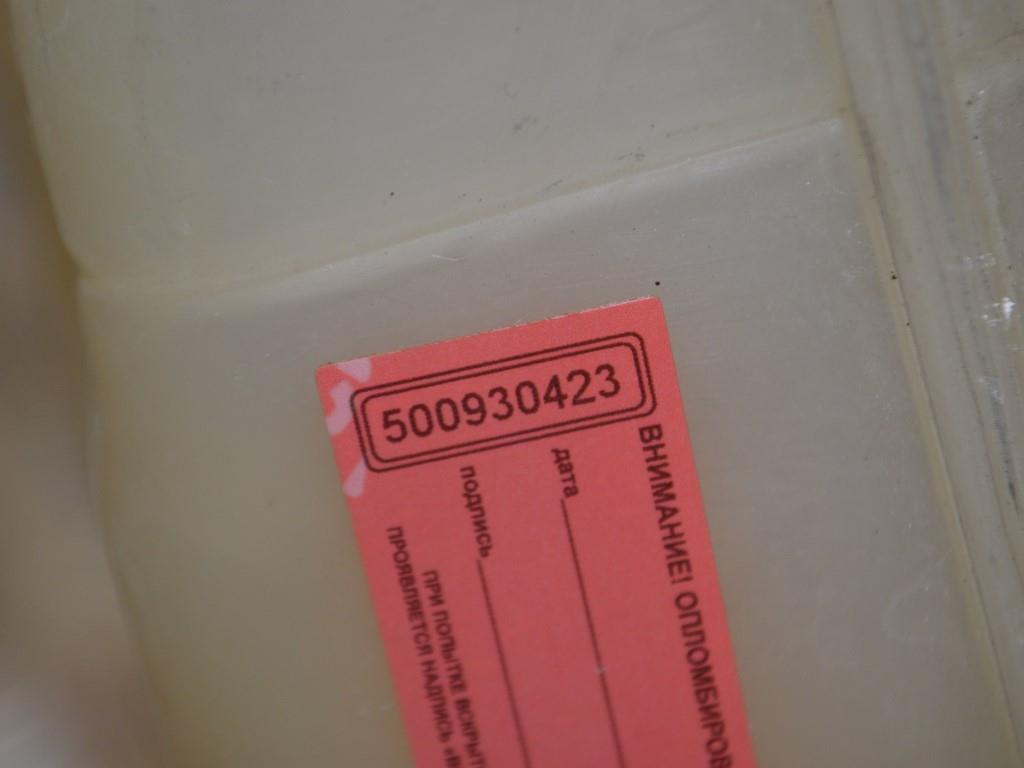 500930423
ВНИМАНИЕ! ОПЛОМБИРОВ
дата
подпись
ПРИ ПОПЫТКЕ ВСКРЫТ
ПРОЯВЛЯЕТСЯ НАДПИСЬ